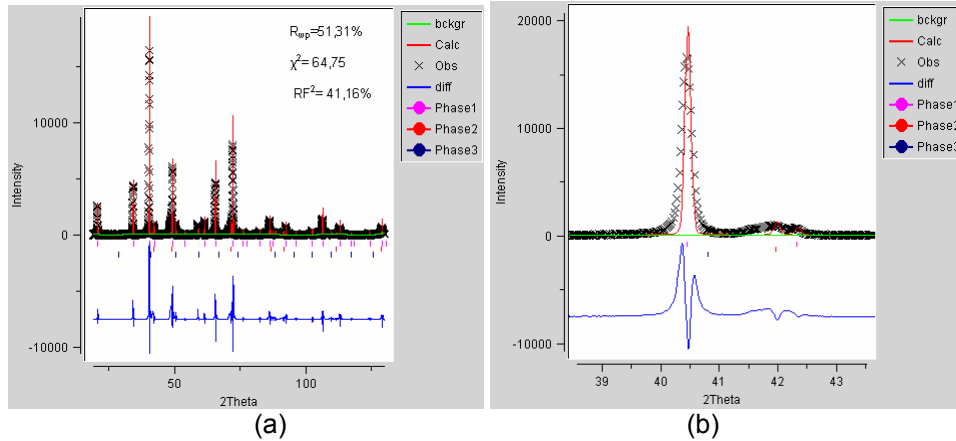 Rwp=51,31%
χ²= 64,75
RF²= 41,16%
10000
0
-10000
50
100
Intensity
2Theta
bckgr
Calc
Obs
diff
Phase1
Phase2
Phase3
(a)
20000
10000
0
-10000
39
40
41
42
43
Intensity
2Theta
bckgr
Calc
Obs
diff
Phase1
Phase2
Phase3
(b)